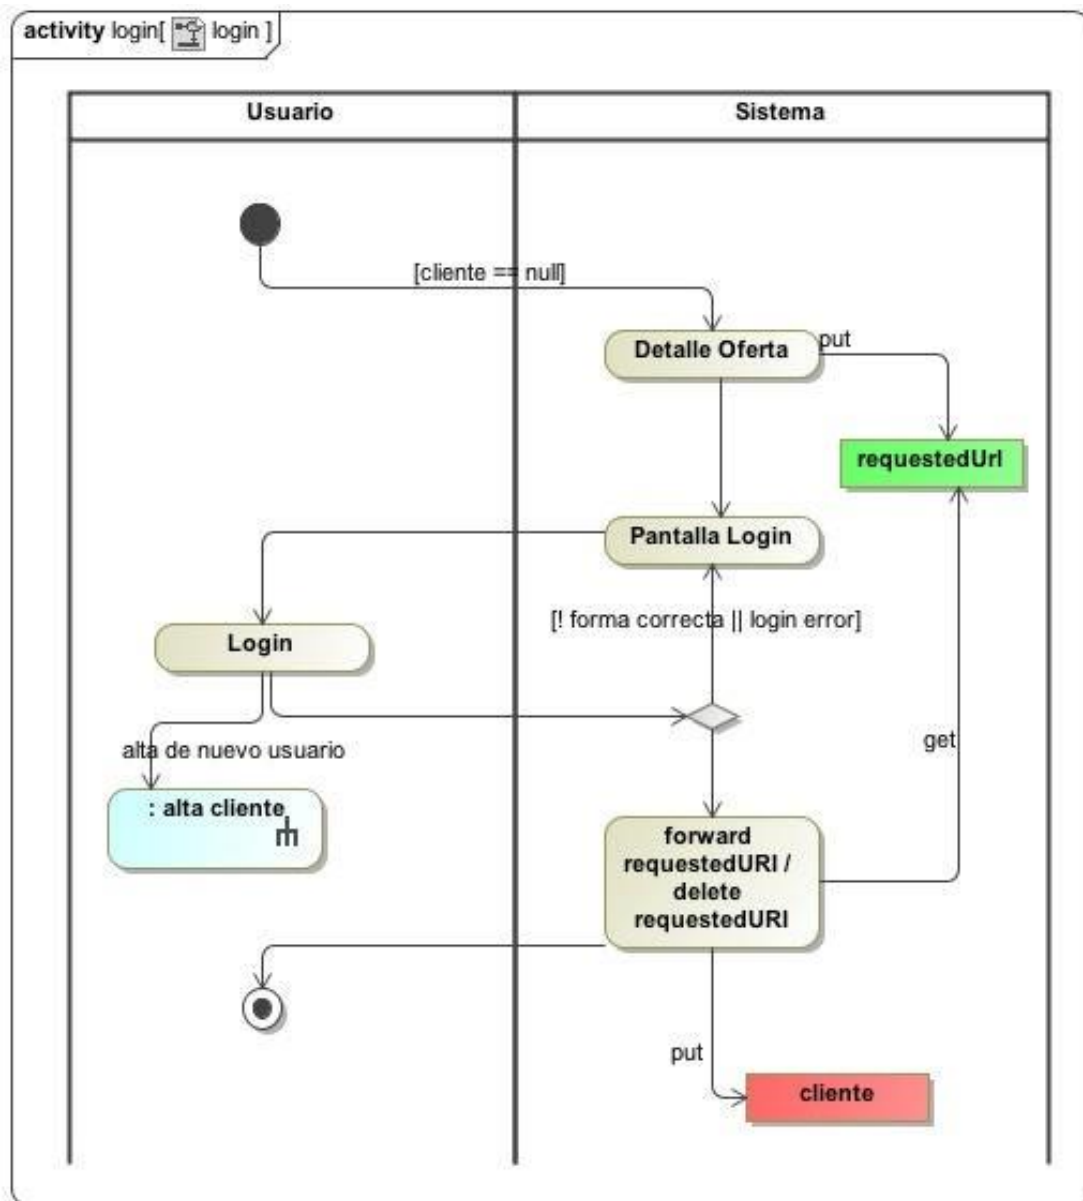 activity login[ login ]
Usuario
Sistema
[cliente == null]
Detalle Oferta
put
requestedUrl
Pantalla Login
[! forma correcta || login error]
Login
alta de nuevo usuario
get
: alta cliente
forward
requestedURI /
delete
requestedURI
put
cliente